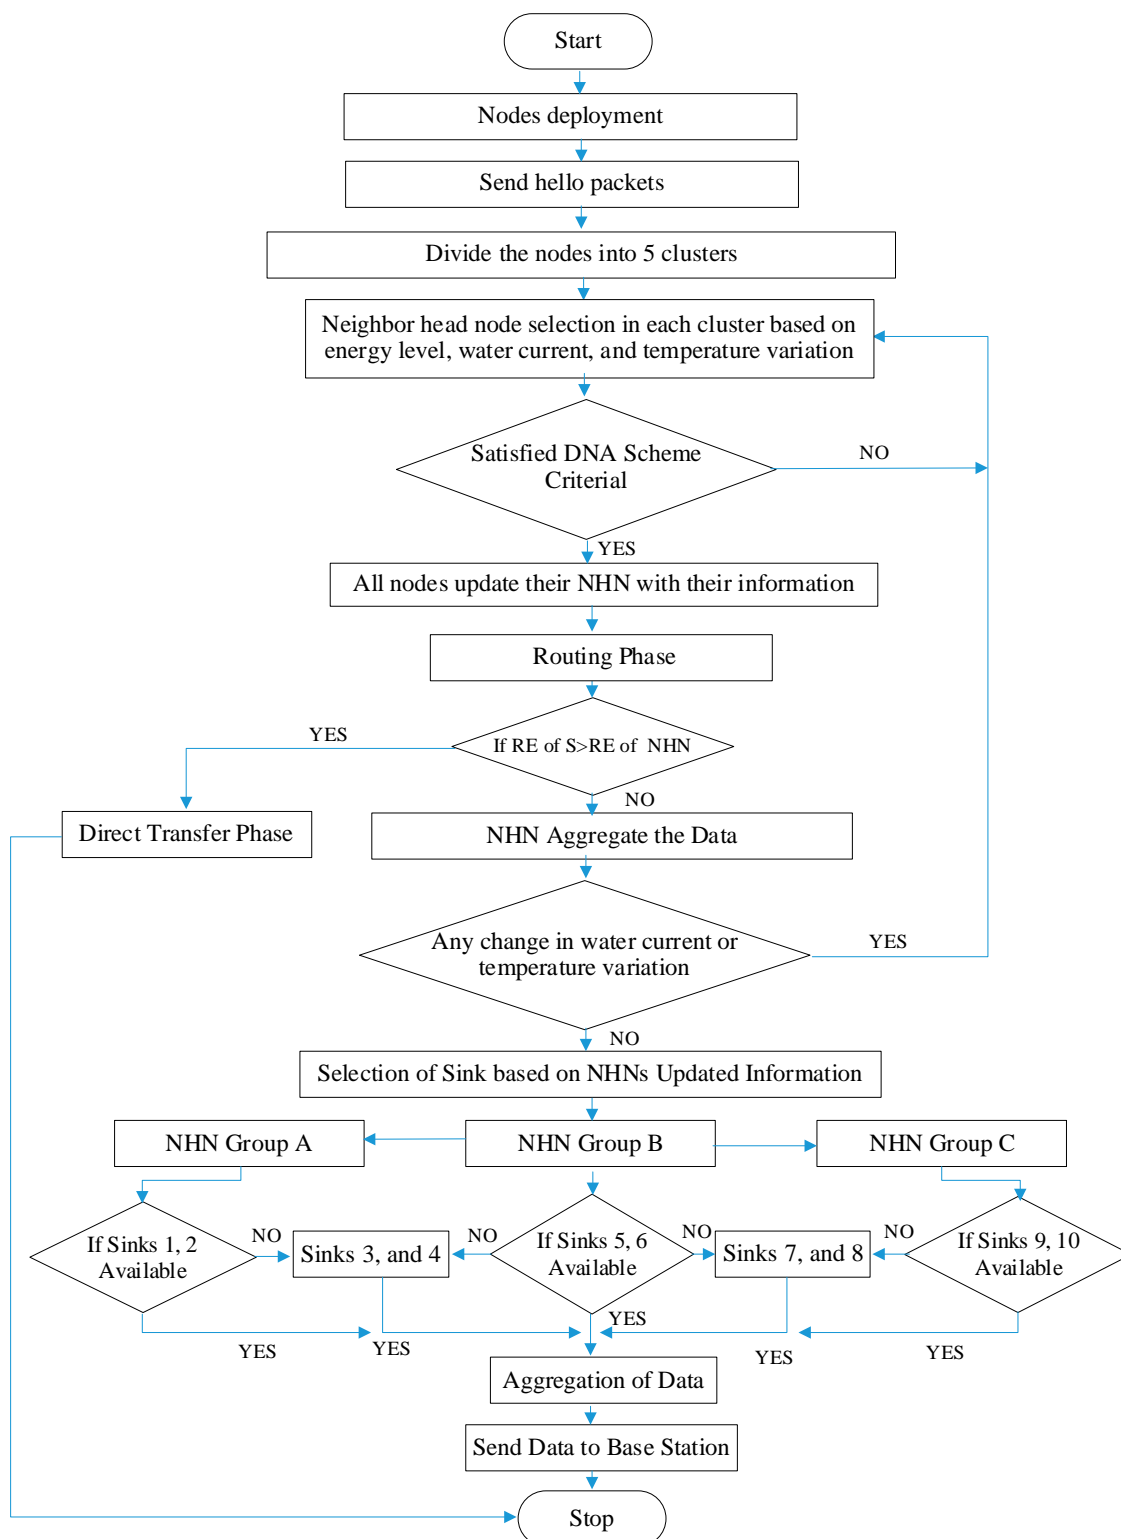 Start
Nodes deployment
Send hello packets
Divide the nodes into 5 clusters
Neighbor head node selection in each cluster based on
energy level, water current, and temperature variation
Satisfied DNA Scheme
Criterial
NO
YES
All nodes update their NHN with their information
Routing Phase
YES
If RE of S>RE of NHN
NO
Direct Transfer Phase
NHN Aggregate the Data
Any change in water current or
temperature variation
YES
NO
Selection of Sink based on NHNs Updated Information
NHN Group A
NHN Group B
NHN Group C
If Sinks 1, 2
Available
NO
Sinks 3, and 4
NO
If Sinks 5, 6
Available
NO
Sinks 7, and 8
NO
If Sinks 9, 10
Available
YES
YES
YES
YES
YES
Aggregation of Data
Send Data to Base Station
Stop